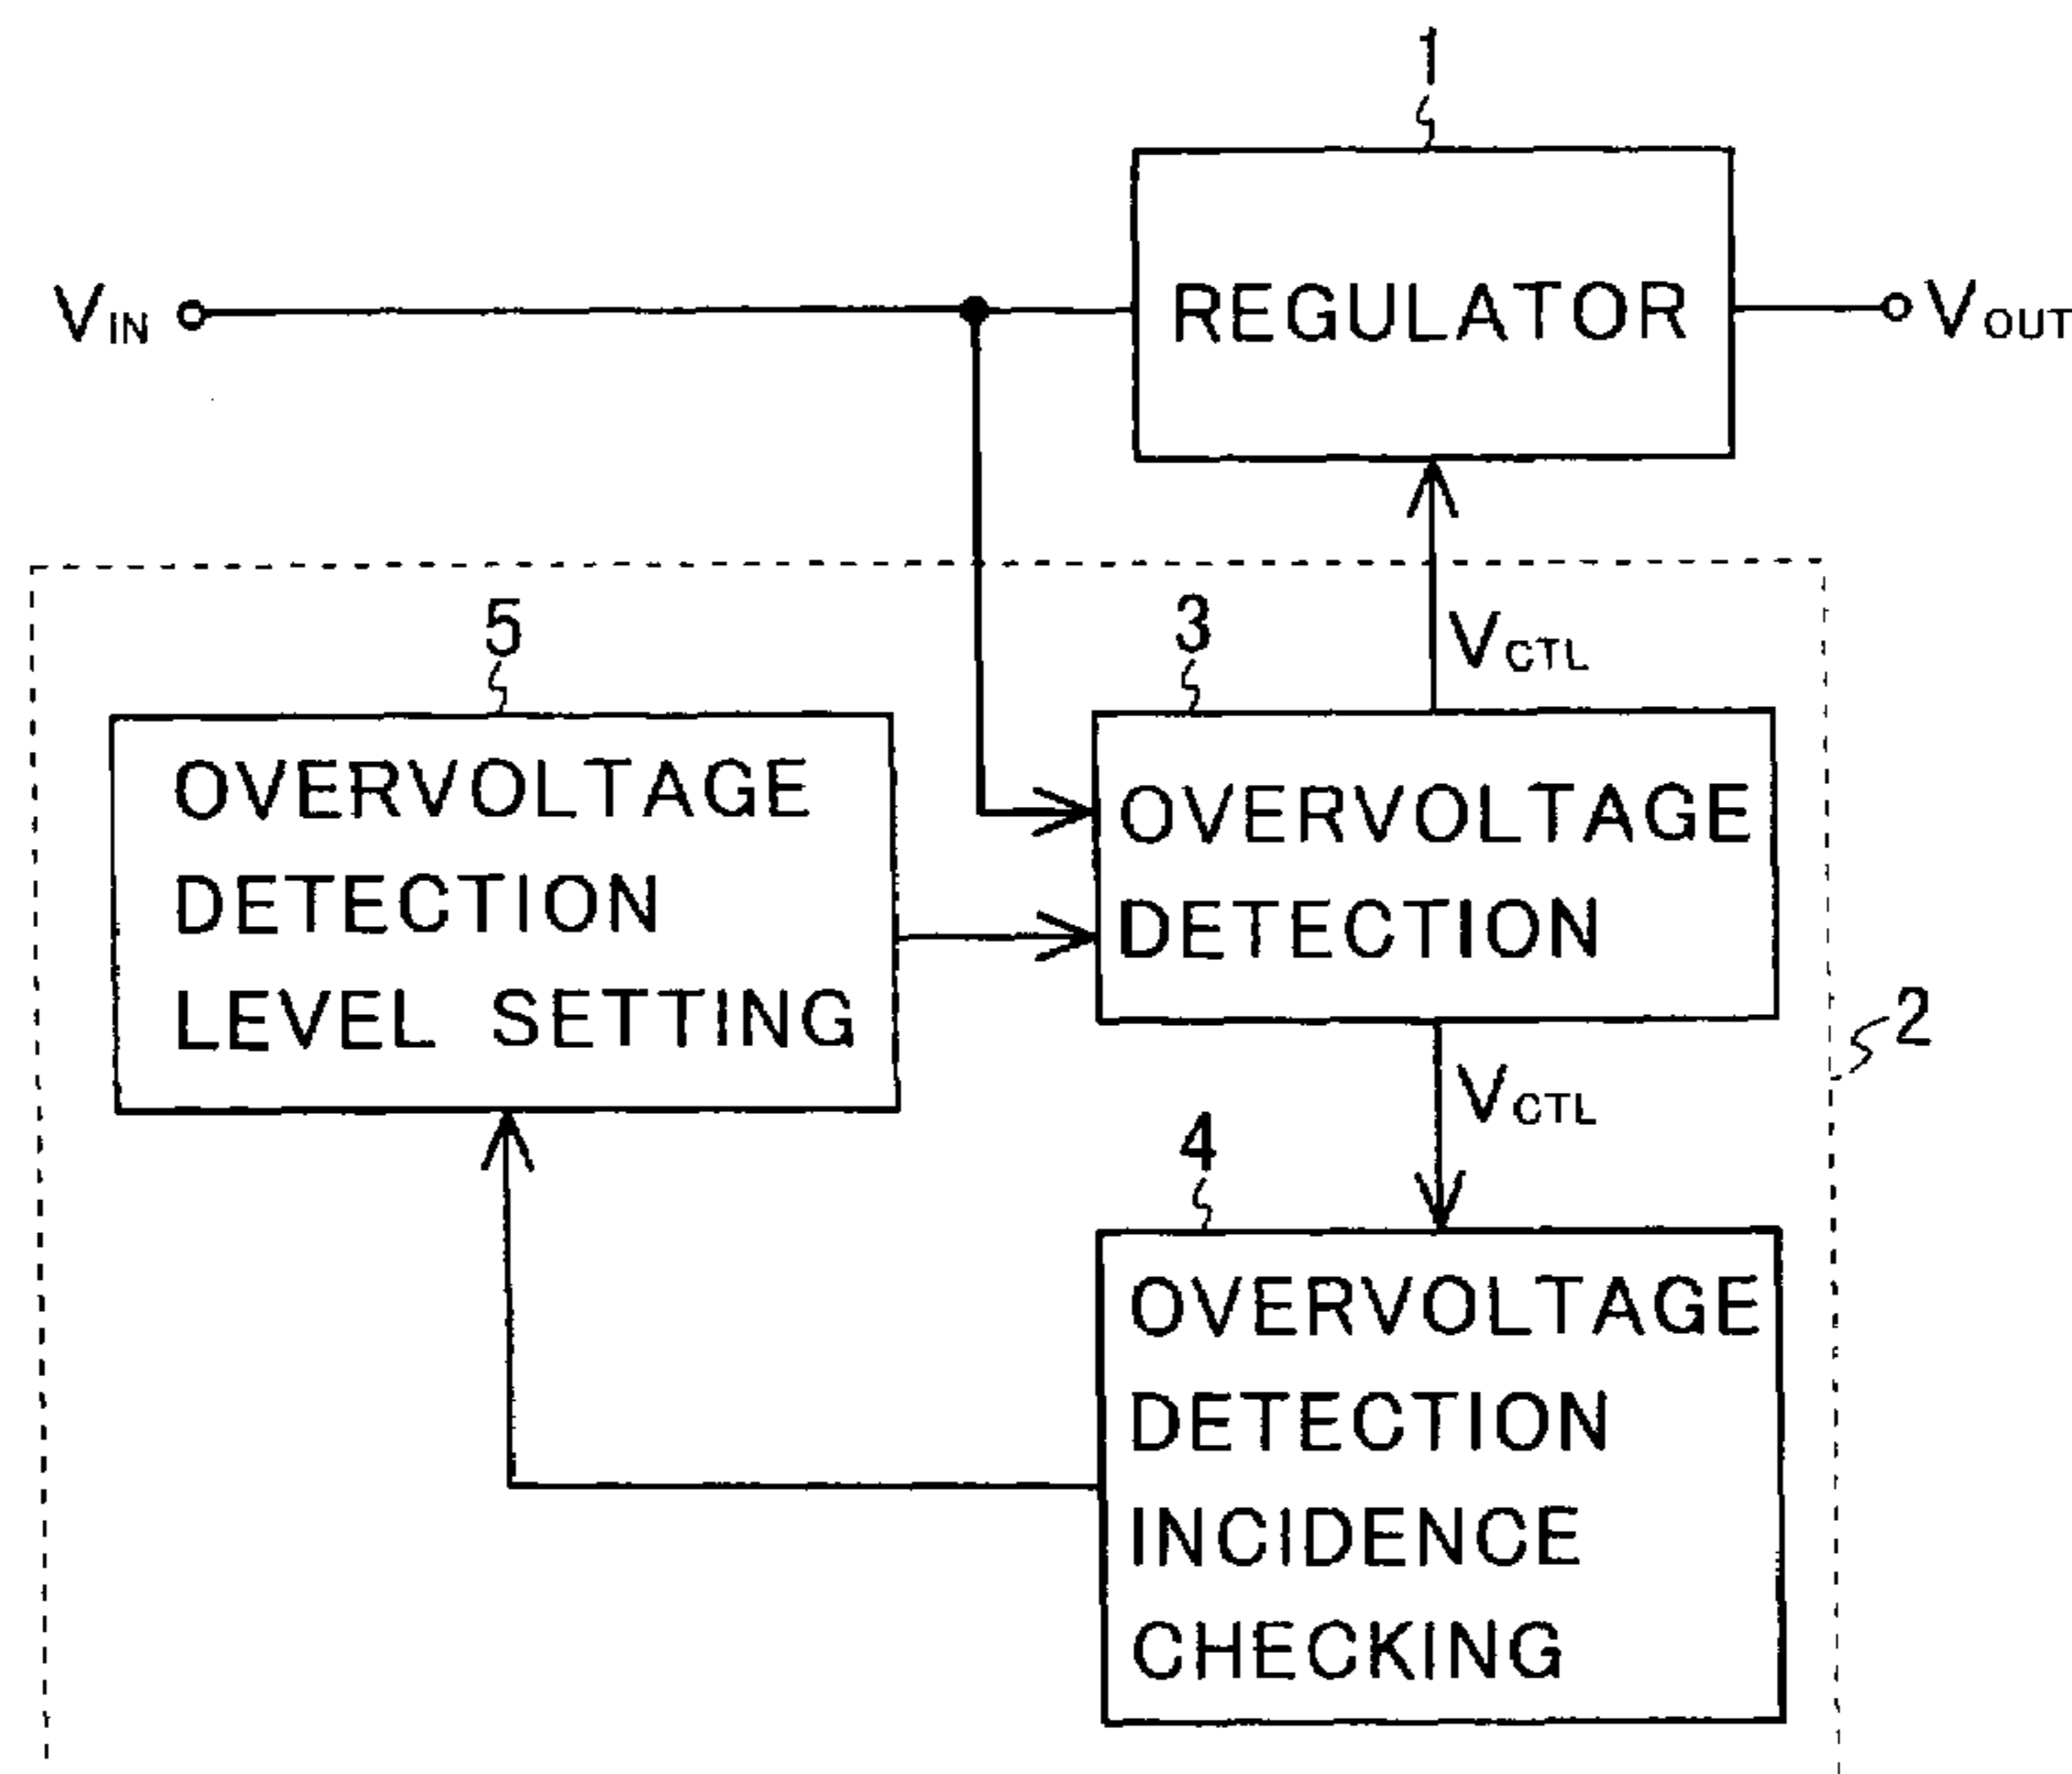 1
REGULATOR
VIN
VOUT
5
3
VCTL
OVERVOLTAGE
DETECTION
LEVEL SETTING
OVERVOLTAGE
DETECTION
2
VCTL
4
OVERVOLTAGE
DETECTION
INCIDENCE
CHECKING